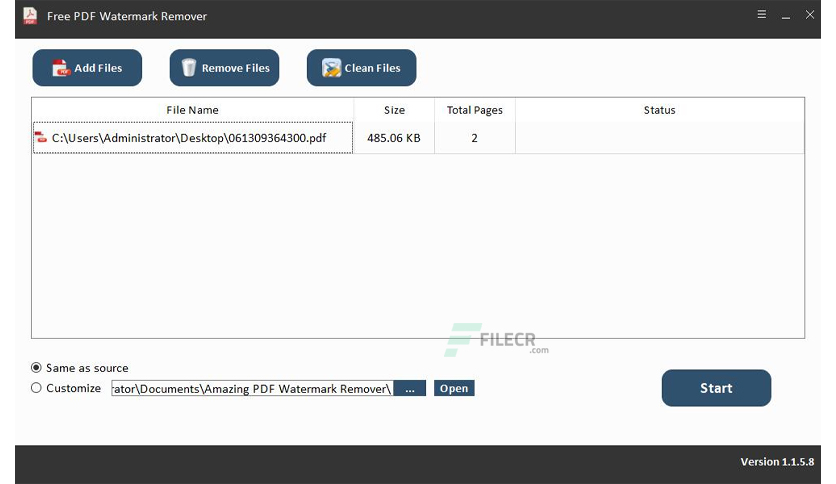 Free PDF Watermark Remover
Add Files Remove Files Clean Files
File Name Size Total Pages Status
C:\Users\Administrator\Desktop\061309364300.pdf 485.06 KB 2
FILECR
.com
Same as source
Customize rator\Documents\Amazing PDF Watermark Remover\ ... Open
Start
Version 1.1.5.8